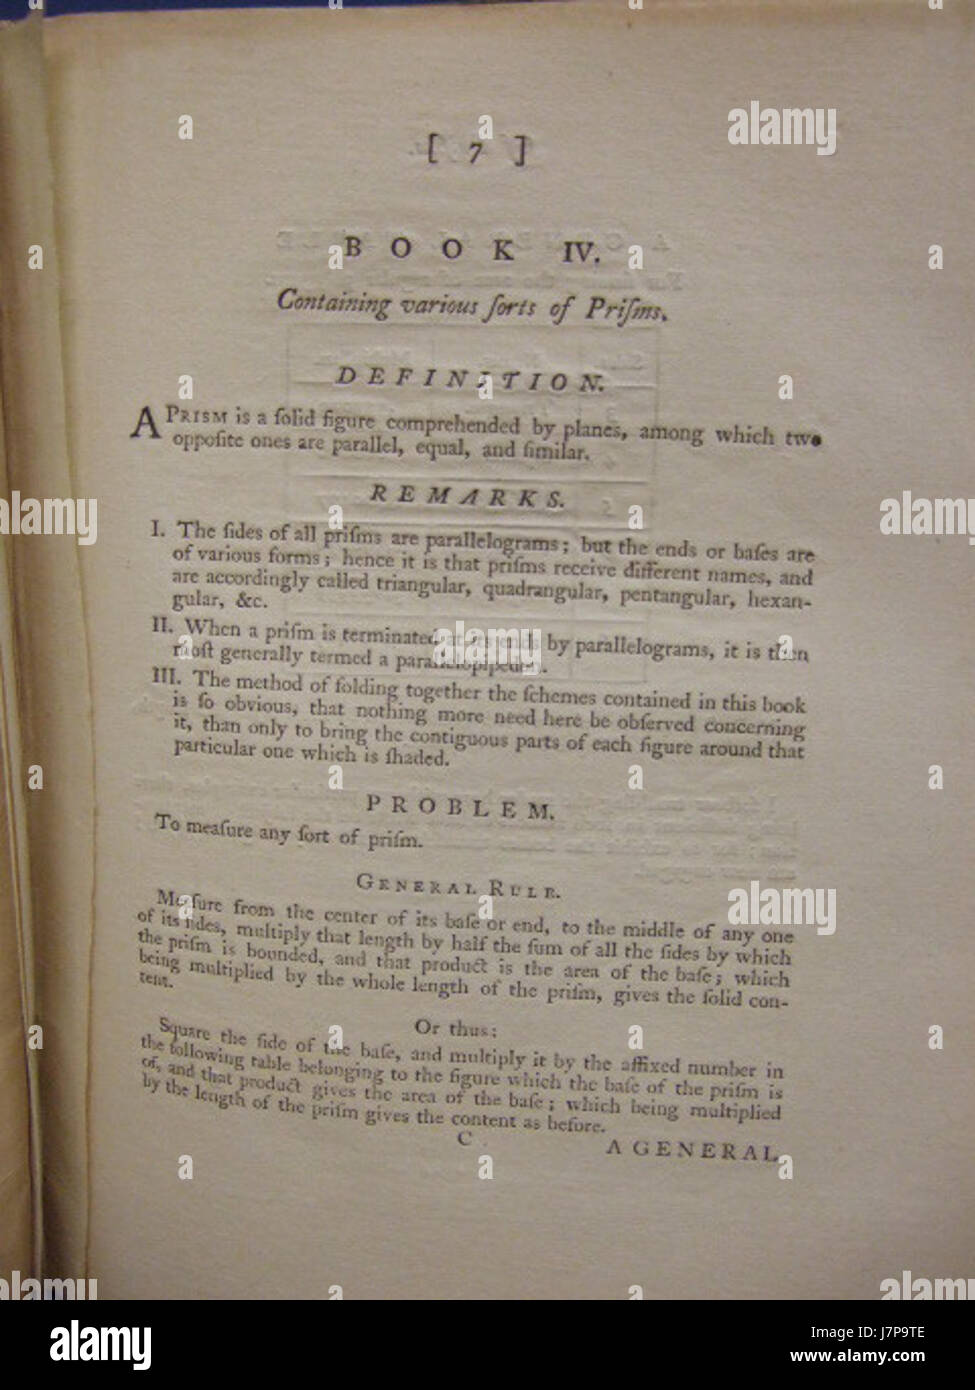 [ 7 ]
BOOK IV.
Containing various ſorts of Priſms.
DEFINITION.
A PRISM is a ſolid figure comprehended by planes, among which two
oppoſite ones are parallel, equal, and ſimilar.
REMARKS.
I. The ſides of all priſms are parallelograms; but the ends or baſes are
of various forms; hence it is that priſms receive different names, and
are accordingly called triangular, quadrangular, pentangular, hexan-
gular, &c.
II. When a priſm is terminated at its ends by parallelograms, it is then
moſt generally termed a parallelopipedon.
III. The method of folding together the ſchemes contained in this book
is ſo obvious, that nothing more need here be obſerved concerning
it, than only to bring the contiguous parts of each figure around that
particular one which is ſhaded.
PROBLEM.
To meaſure any ſort of priſm.
GENERAL RULE.
Meaſure from the center of its baſe or end, to the middle of any one
of its ſides, multiply that length by half the ſum of all the ſides by which
the priſm is bounded, and that product is the area of the baſe; which
being multiplied by the whole length of the priſm, gives the ſolid con-
tent.
Or thus:
Square the ſide of the baſe, and multiply it by the affixed number in
the following table belonging to the figure which the baſe of the priſm is
of, and that product gives the area of the baſe; which being multiplied
by the length of the priſm gives the content as before.
C
A GENERAL
alamy
alamy
Image ID: J7P9TE
www.alamy.com